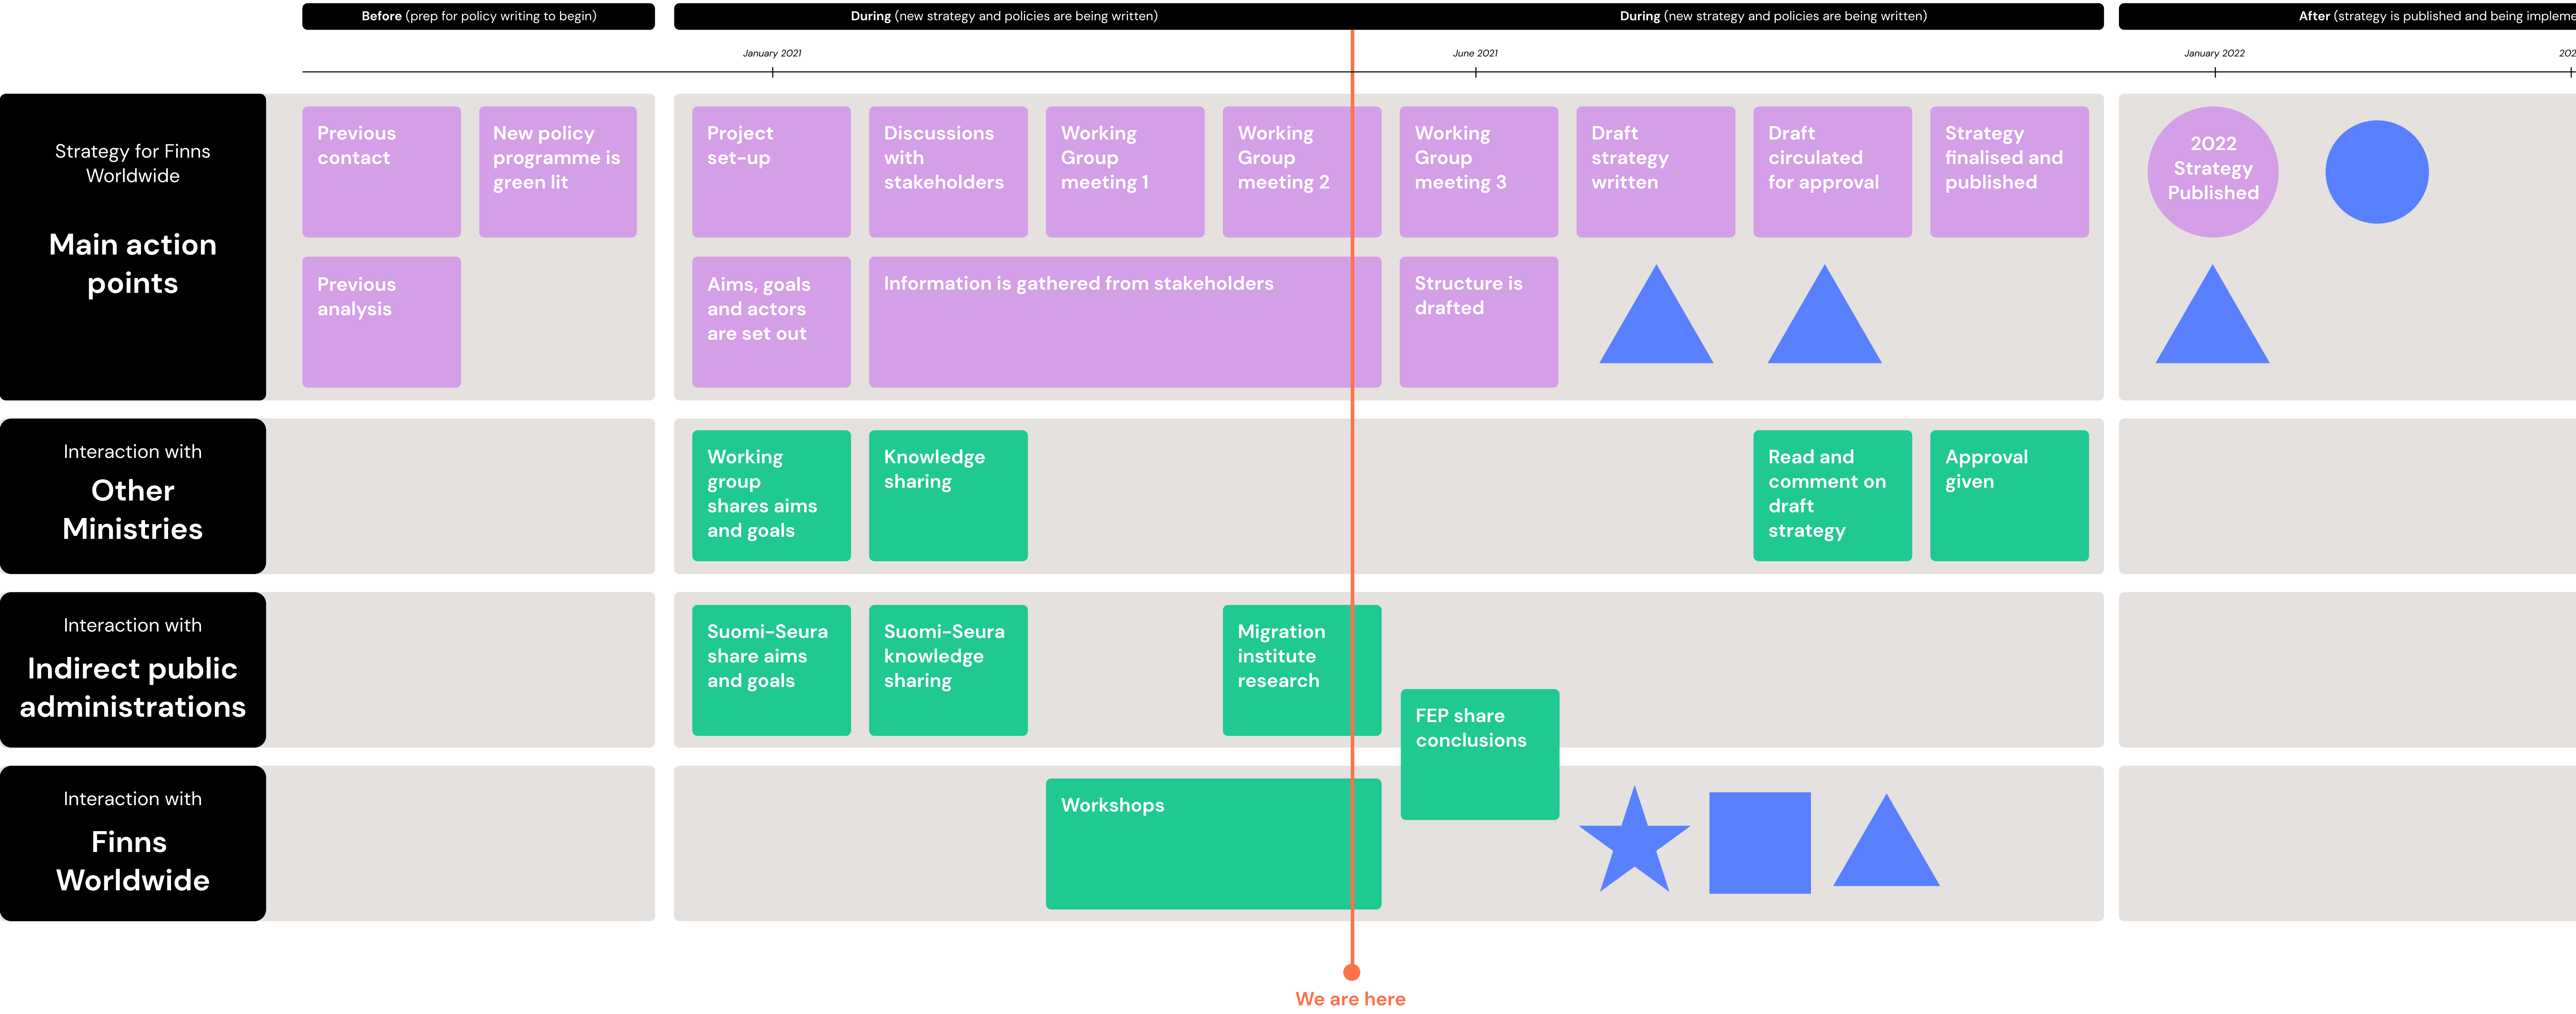 Before (prep for policy writing to begin)
During (new strategy and policies are being written)
During (new strategy and policies are being written)
After (strategy is published and being impleme
January 2021
June 2021
January 2022
202
Strategy for Finns
Worldwide
Main action
points
Previous
contact
New policy
programme is
green lit
Project
set-up
Discussions
with
stakeholders
Working
Group
meeting 1
Working
Group
meeting 2
Working
Group
meeting 3
Draft
strategy
written
Draft
circulated
for approval
Strategy
finalised and
published
2022
Strategy
Published
Previous
analysis
Aims, goals
and actors
are set out
Information is gathered from stakeholders
Structure is
drafted
Interaction with
Other
Ministries
Working
group
shares aims
and goals
Knowledge
sharing
Read and
comment on
draft
strategy
Approval
given
Interaction with
Indirect public
administrations
Suomi-Seura
share aims
and goals
Suomi-Seura
knowledge
sharing
Migration
institute
research
FEP share
conclusions
Interaction with
Finns
Worldwide
Workshops
We are here